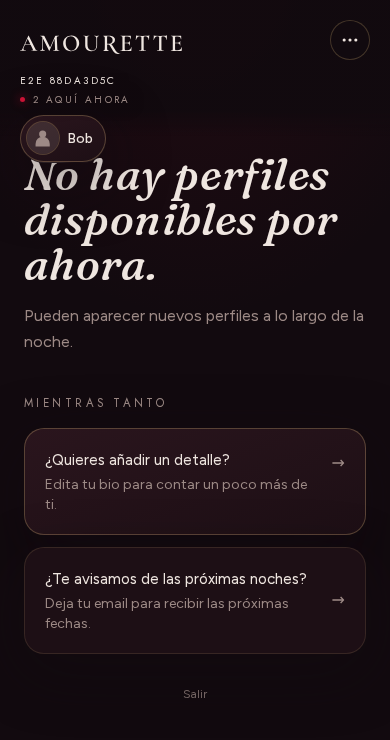 AMOURETTE
E2E 88DA3D5C
2 AQUÍ AHORA
Bob
No hay perfiles
disponibles por
ahora.
Pueden aparecer nuevos perfiles a lo largo de la
noche.
MIENTRAS TANTO
¿Quieres añadir un detalle?
→
Edita tu bio para contar un poco más de
ti.
¿Te avisamos de las próximas noches?
Deja tu email para recibir las próximas
→
fechas.
Salir